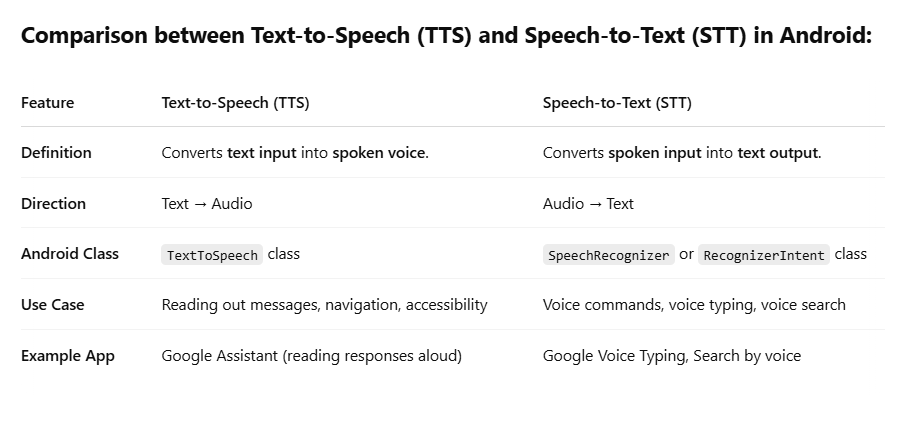 Comparison between Text-to-Speech (TTS) and Speech-to-Text (STT) in Android:
Feature Text-to-Speech (TTS) Speech-to-Text (STT)
Definition Converts text input into spoken voice. Converts spoken input into text output.
Direction Text → Audio Audio → Text
Android Class TextToSpeech class SpeechRecognizer or RecognizerIntent class
Use Case Reading out messages, navigation, accessibility Voice commands, voice typing, voice search
Example App Google Assistant (reading responses aloud) Google Voice Typing, Search by voice